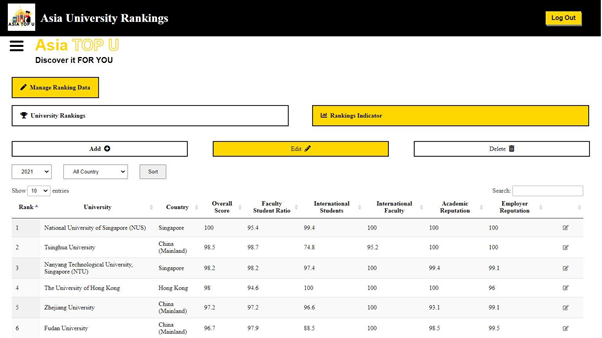 ASIA TOP U
Asia University Rankings
Log Out
Asia TOP U
Discover it FOR YOU
Manage Ranking Data
University Rankings
Rankings Indicator
Add
Edit
Delete
2021
All Country
Sort
Show 10 entries
Search:
Rank University Country Overall Score Faculty Student Ratio International Students International Faculty Academic Reputation Employer Reputation
1 National University of Singapore (NUS) Singapore 100 95.4 99.4 100 100 100
2 Tsinghua University China (Mainland) 98.5 98.7 74.8 95.2 100 100
3 Nanyang Technological University, Singapore (NTU) Singapore 98.2 98.2 97.4 100 99.4 99.1
4 The University of Hong Kong Hong Kong 98 94.6 100 100 100 96
5 Zhejiang University China (Mainland) 97.2 97.2 96.6 100 93.1 99.1
6 Fudan University China (Mainland) 96.7 97.9 88.5 100 98.5 99.5